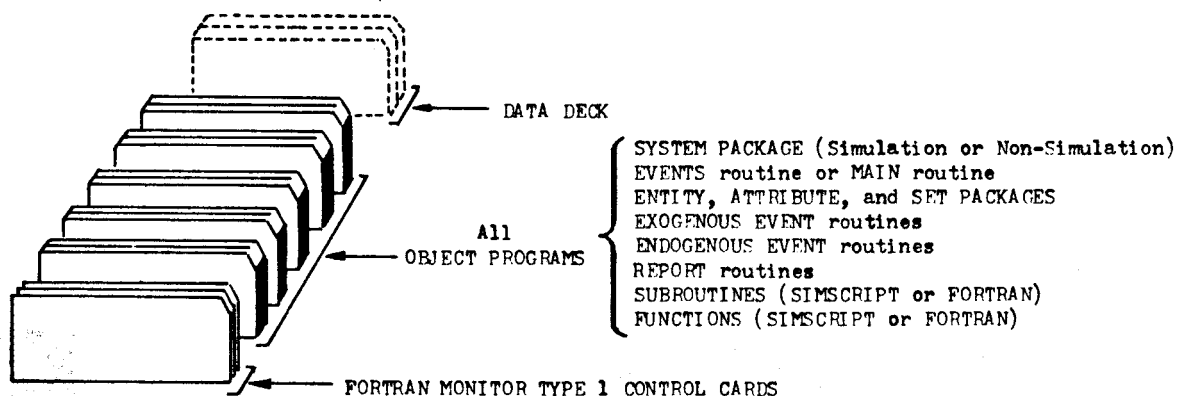 DATA DECK
SYSTEM PACKAGE (Simulation or Non-Simulation)
EVENTS routine or MAIN routine
ENTITY, ATTRIBUTE, and SET PACKAGES
EXOGENOUS EVENT routines
ENDOGENOUS EVENT routines
REPORT routines
SUBROUTINES (SIMSCRIPT or FORTRAN)
FUNCTIONS (SIMSCRIPT or FORTRAN)
All
OBJECT PROGRAMS
FORTRAN MONITOR TYPE 1 CONTROL CARDS